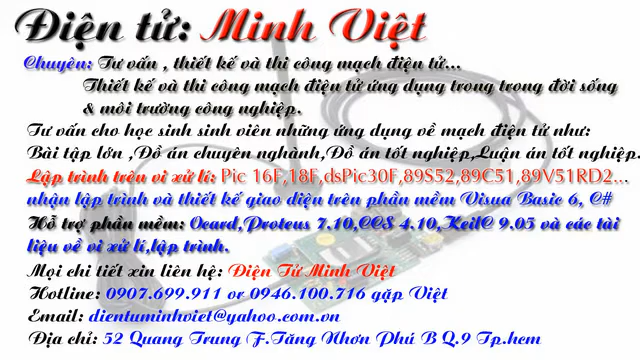 Điện tử: Minh Việt
Chuyên: Tư vấn , thiết kế và thi công mạch điện tử...
Thiết kế và thi công mạch điện tử ứng dụng trong trong đời sống
& môi trường công nghiệp.
Tư vấn cho học sinh sinh viên những ứng dụng về mạch điện tử như:
Bài tập lớn ,Đồ án chuyên nghành,Đồ án tốt nghiệp,Luận án tốt nghiệp.
Lập trình trên vi xử lí: Pic 16F,18F,dsPic30F,89S52,89C51,89V51RD2...
nhận lập trình và thiết kế giao diện trên phần mềm Visua Basic 6, C#
Hỗ trợ phần mềm: Orcard,Proteus 7.10,CCS 4.10,KeilC 9.05 và các tài
liệu về vi xử lí,lập trình.
Mọi chi tiết xin liên hệ: Điện Tử Minh Việt
Hotline: 0907.699.911 or 0946.100.716 gặp Việt
Email: dientuminhviet@yahoo.com.vn
Địa chỉ: 52 Quang Trung F.Tăng Nhơn Phú B Q.9 Tp.hcm